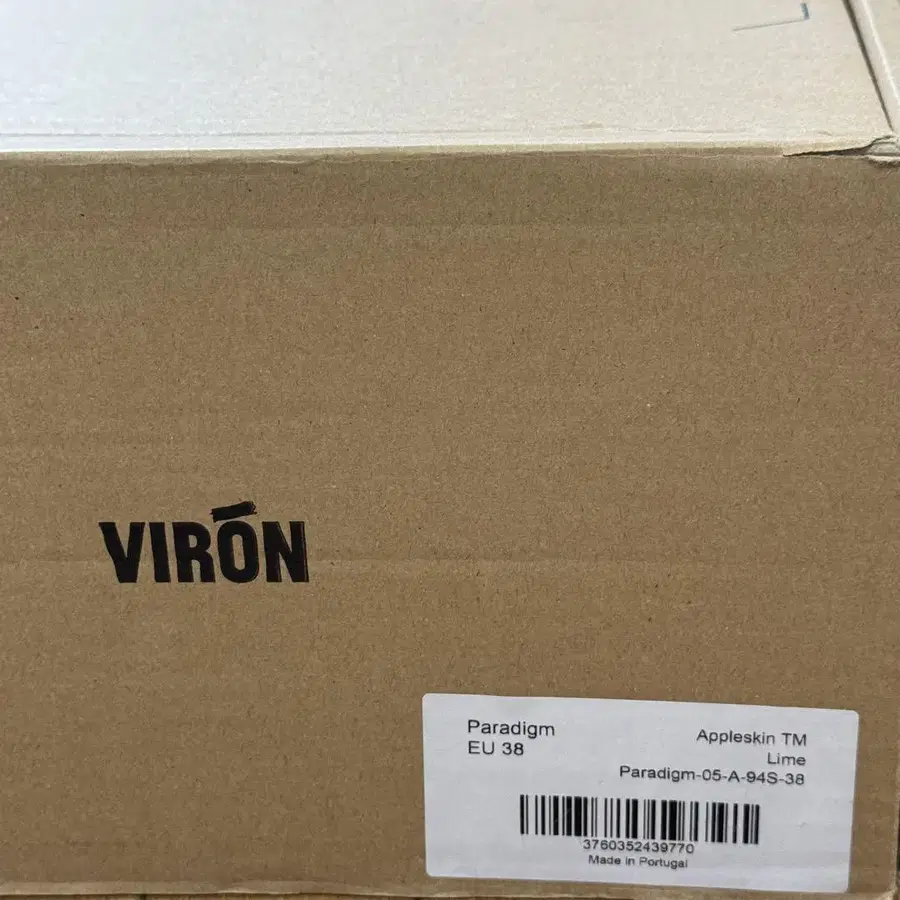 VIRÓN
Paradigm
EU 38
Appleskin TM
Lime
Paradigm-05-A-94S-38
3760352439770
Made in Portugal